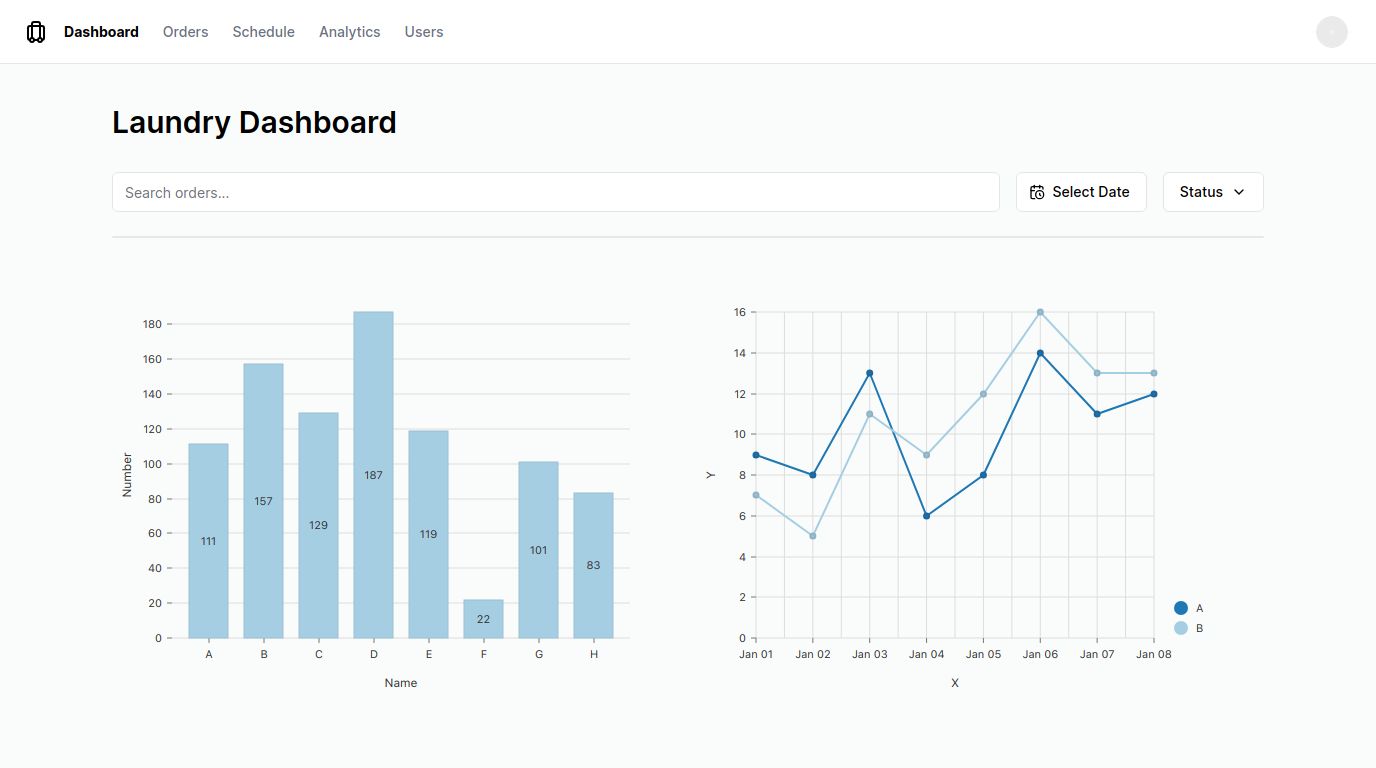 Dashboard Orders Schedule Analytics Users
Laundry Dashboard
Search orders...
Select Date
Status
180
160
140
120
100
80
60
40
20
0
Number
111
157
129
187
119
22
101
83
A B C D E F G H
Name
16
14
12
10
8
6
4
2
0
Y
Jan 01 Jan 02 Jan 03 Jan 04 Jan 05 Jan 06 Jan 07 Jan 08
X
A
B